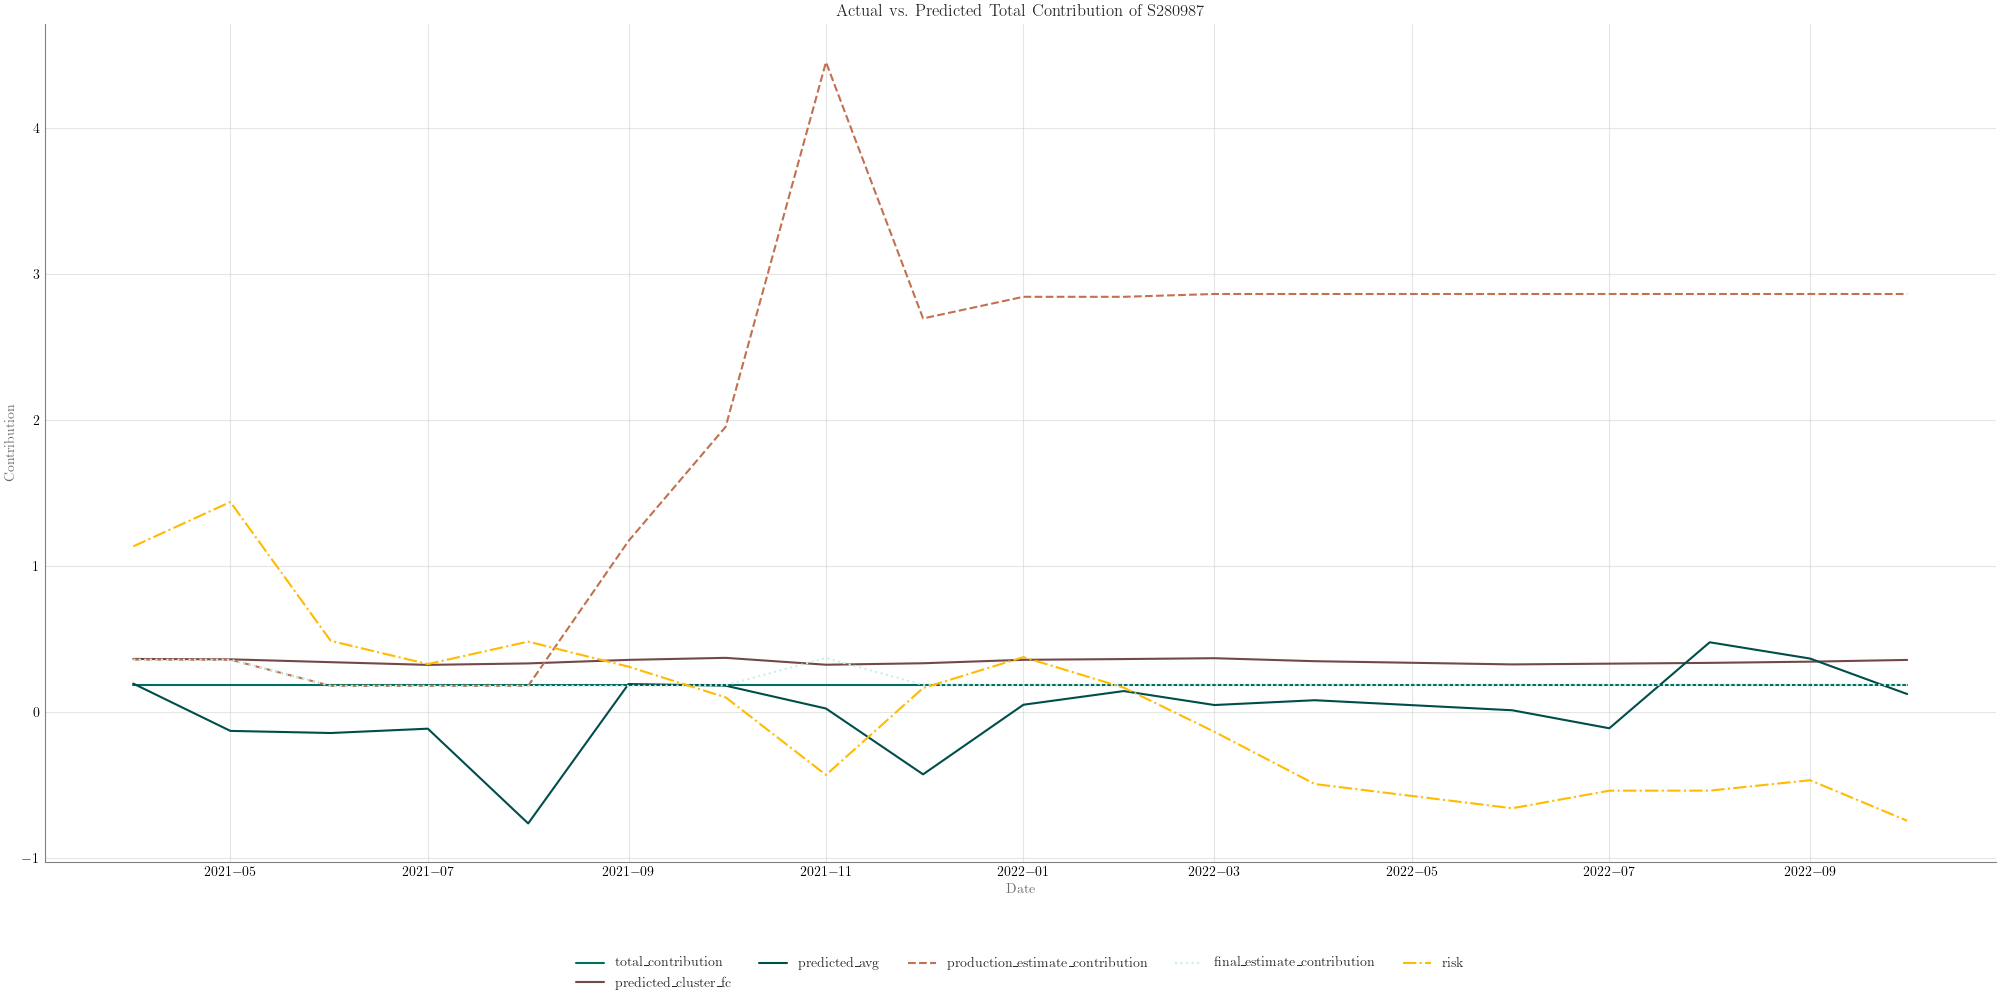 Actual vs. Predicted Total Contribution of S280987
Contribution
4
3
2
1
0
−1
2021−05 2021−07 2021−09 2021−11 2022−01 2022−03 2022−05 2022−07 2022−09
Date
total_contribution predicted_avg production_estimate_contribution final_estimate_contribution risk
predicted_cluster_fc